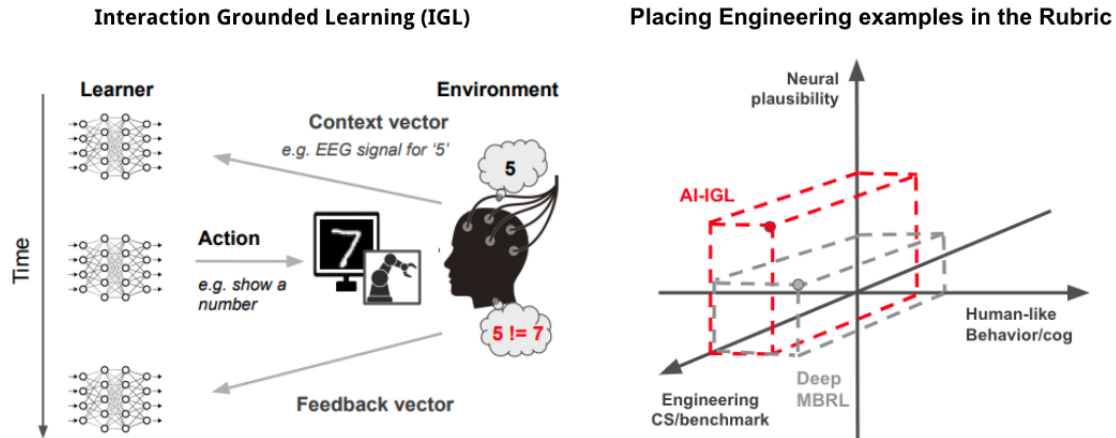 Interaction Grounded Learning (IGL)
Time
Learner
Environment
Context vector
e.g. EEG signal for '5'
5
Action
e.g. show a
number
7
5 != 7
Feedback vector
Placing Engineering examples in the Rubric
Neural
plausibility
AI-IGL
Human-like
Behavior/cog
Deep
MBRL
Engineering
CS/benchmark